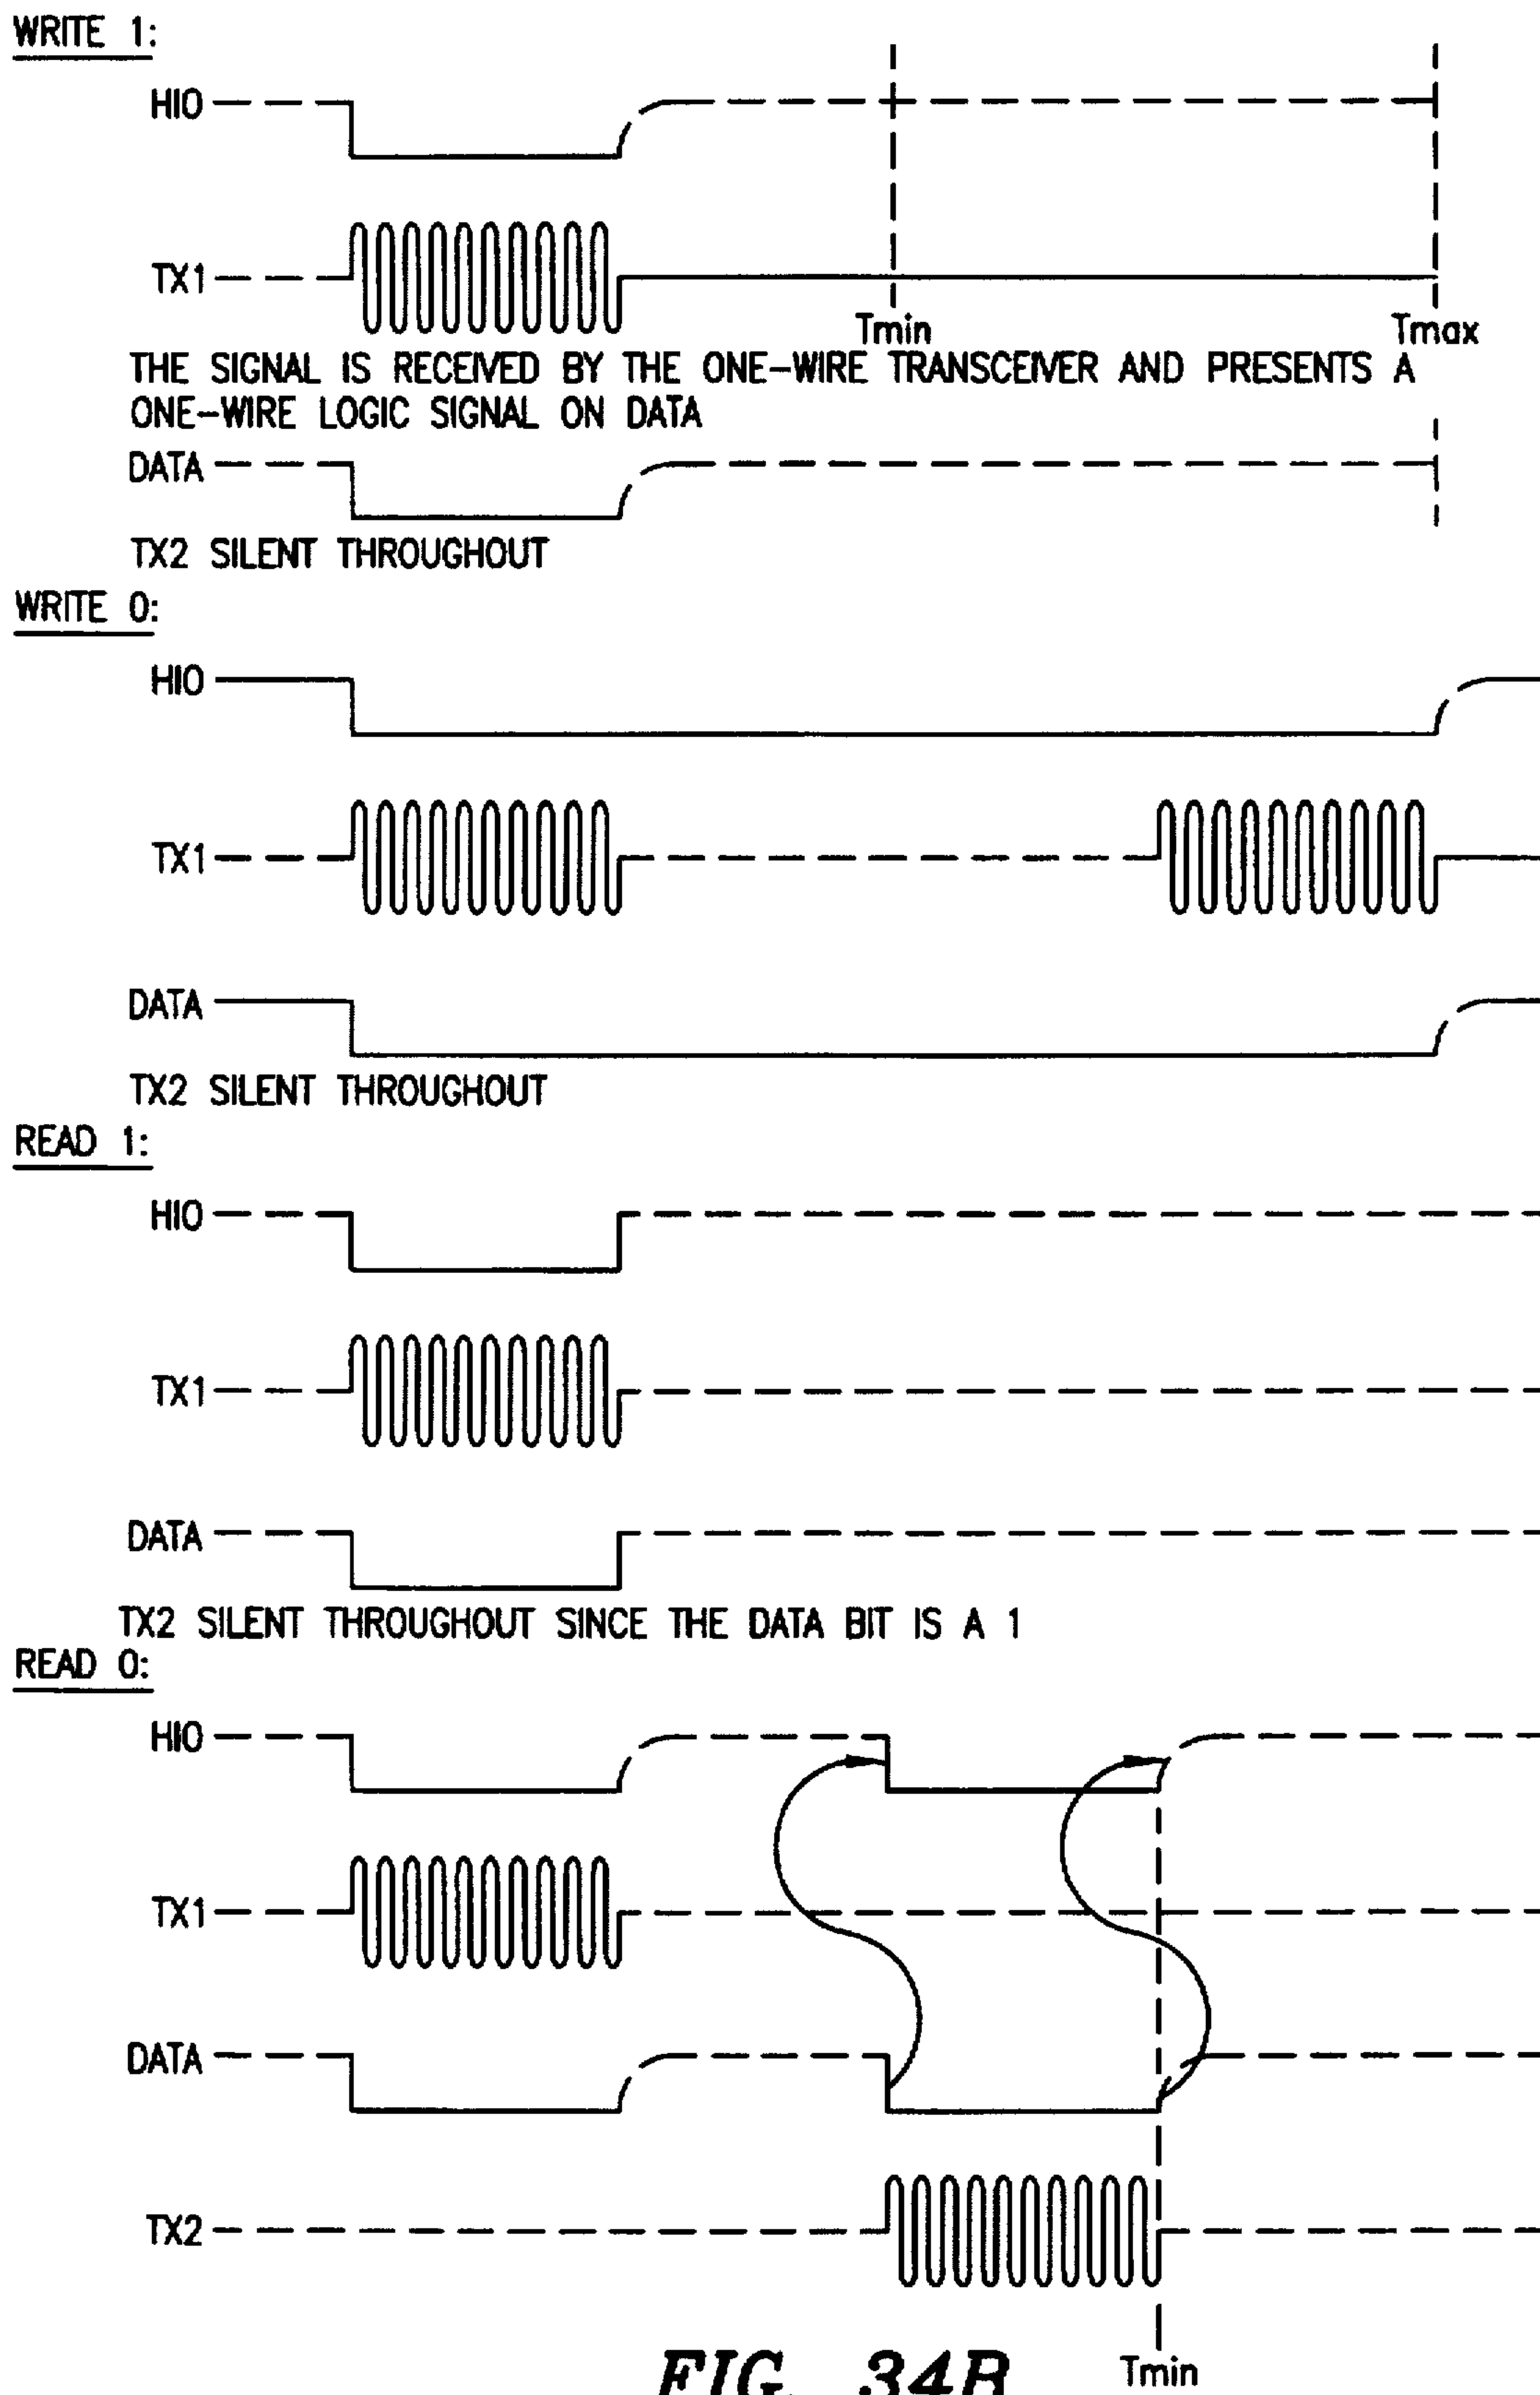 WRITE 1:
HIO
TX1
Tmin
Tmax
THE SIGNAL IS RECEIVED BY THE ONE-WIRE TRANSCEIVER AND PRESENTS A
ONE-WIRE LOGIC SIGNAL ON DATA
DATA
TX2 SILENT THROUGHOUT
WRITE 0:
HIO
TX1
DATA
TX2 SILENT THROUGHOUT
READ 1:
HIO
TX1
DATA
TX2 SILENT THROUGHOUT SINCE THE DATA BIT IS A 1
READ 0:
HIO
TX1
DATA
TX2
Tmin
FIG. 34B